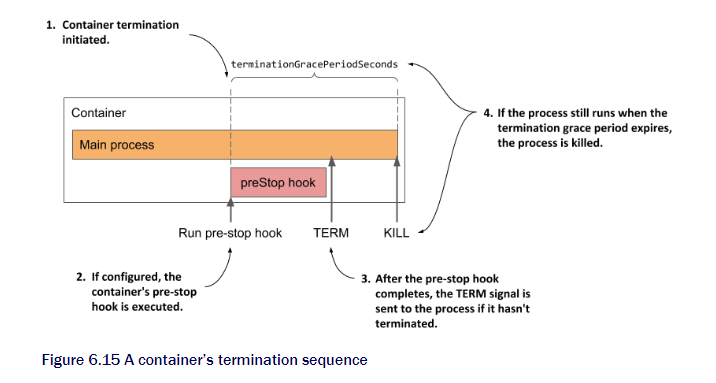 1. Container termination
initiated.
terminationGracePeriodSeconds
Container
Main process
preStop hook
4. If the process still runs when the
termination grace period expires,
the process is killed.
Run pre-stop hook
TERM
KILL
2. If configured, the
container's pre-stop
hook is executed.
3. After the pre-stop hook
completes, the TERM signal is
sent to the process if it hasn't
terminated.
Figure 6.15 A container's termination sequence